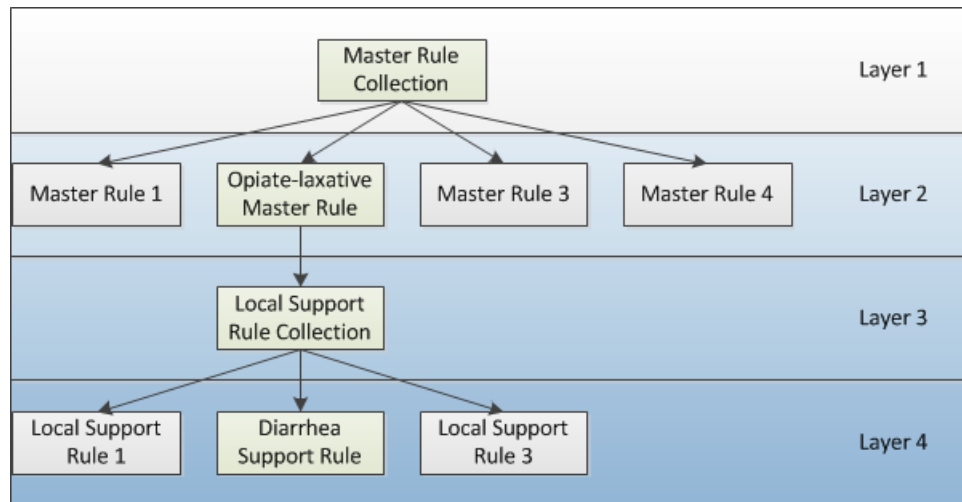 Master Rule
Collection
Layer 1
Master Rule 1
Opiate-laxative
Master Rule
Master Rule 3
Master Rule 4
Layer 2
Local Support
Rule Collection
Layer 3
Local Support
Rule 1
Diarrhea
Support Rule
Local Support
Rule 3
Layer 4